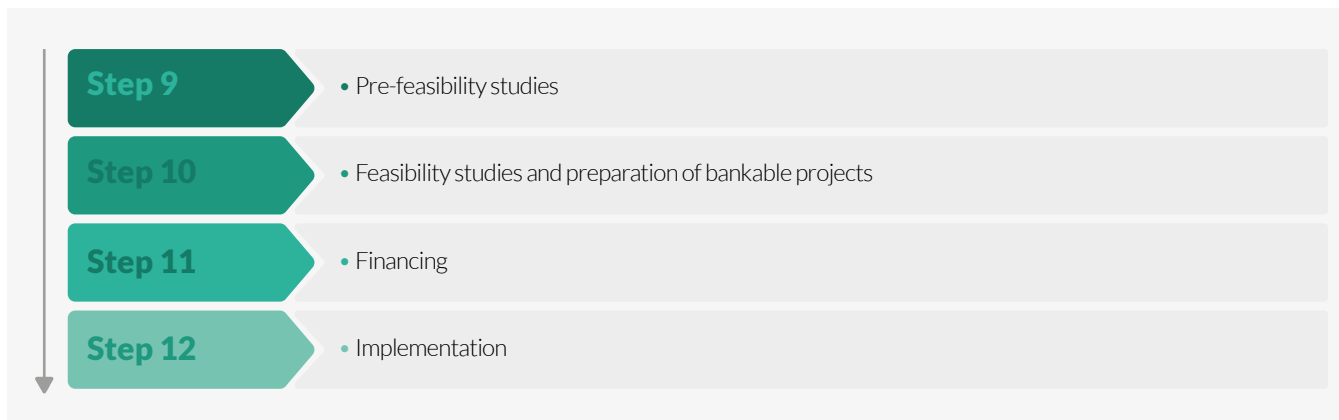 Step 9
• Pre-feasibility studies
Step 10
• Feasibility studies and preparation of bankable projects
Step 11
• Financing
Step 12
• Implementation